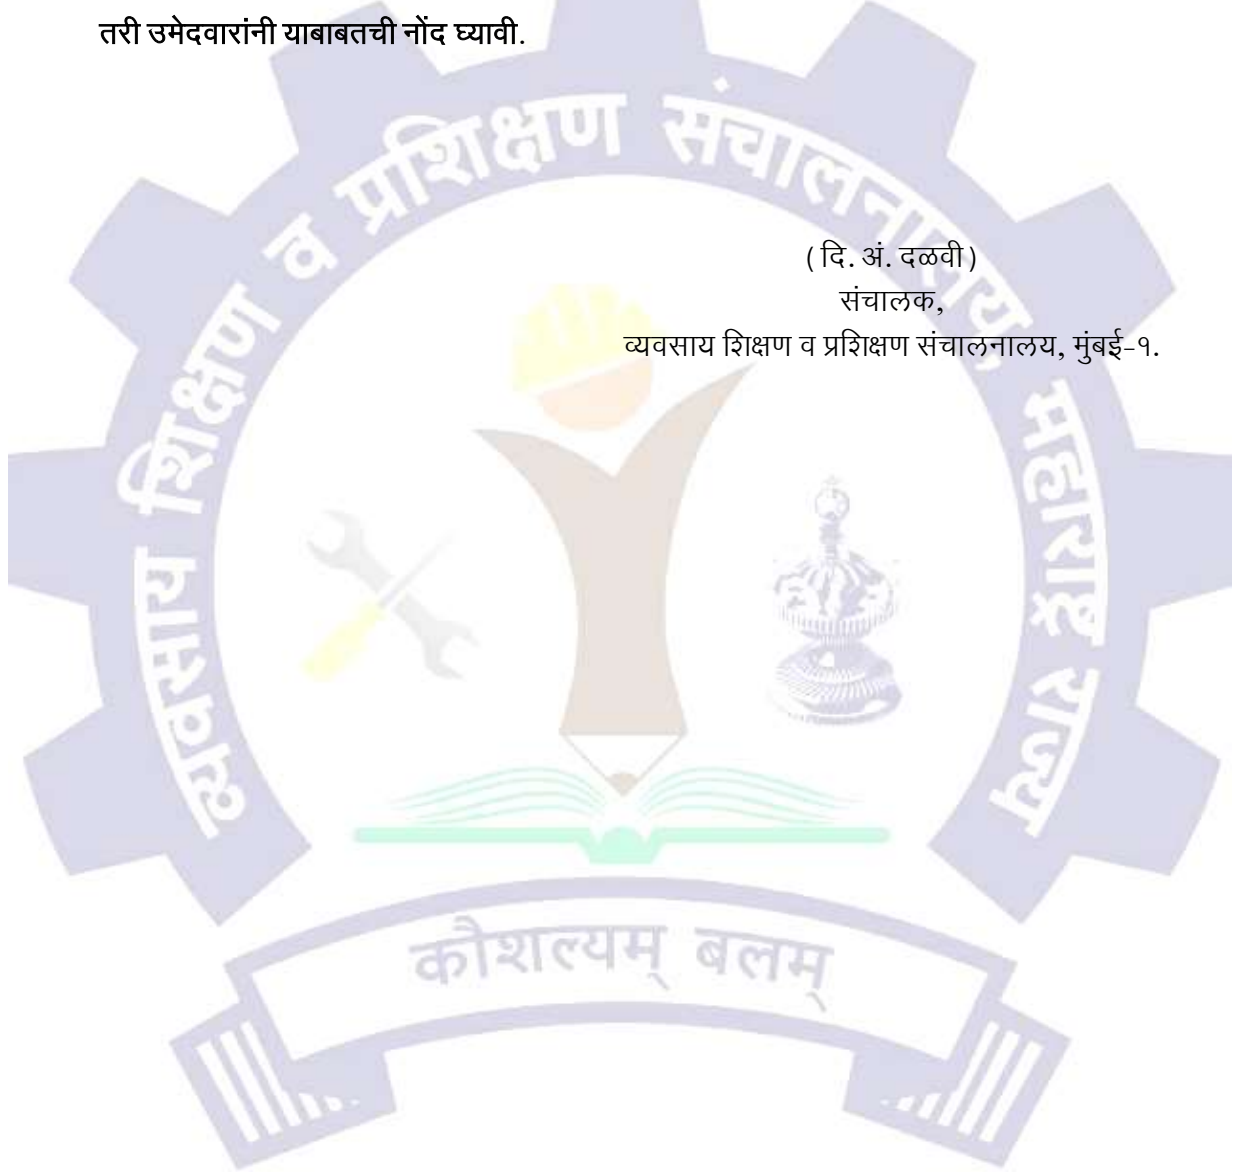 तरी उमेदवारांनी याबाबतची नोंद घ्यावी.
( दि. अं. दळवी)
संचालक,
व्यवसाय शिक्षण व प्रशिक्षण संचालनालय, मुंबई-१.
व्यवसाय शिक्षण व प्रशिक्षण संचालनालय, महाराष्ट्र राज्य
कौशल्यम् बलम्